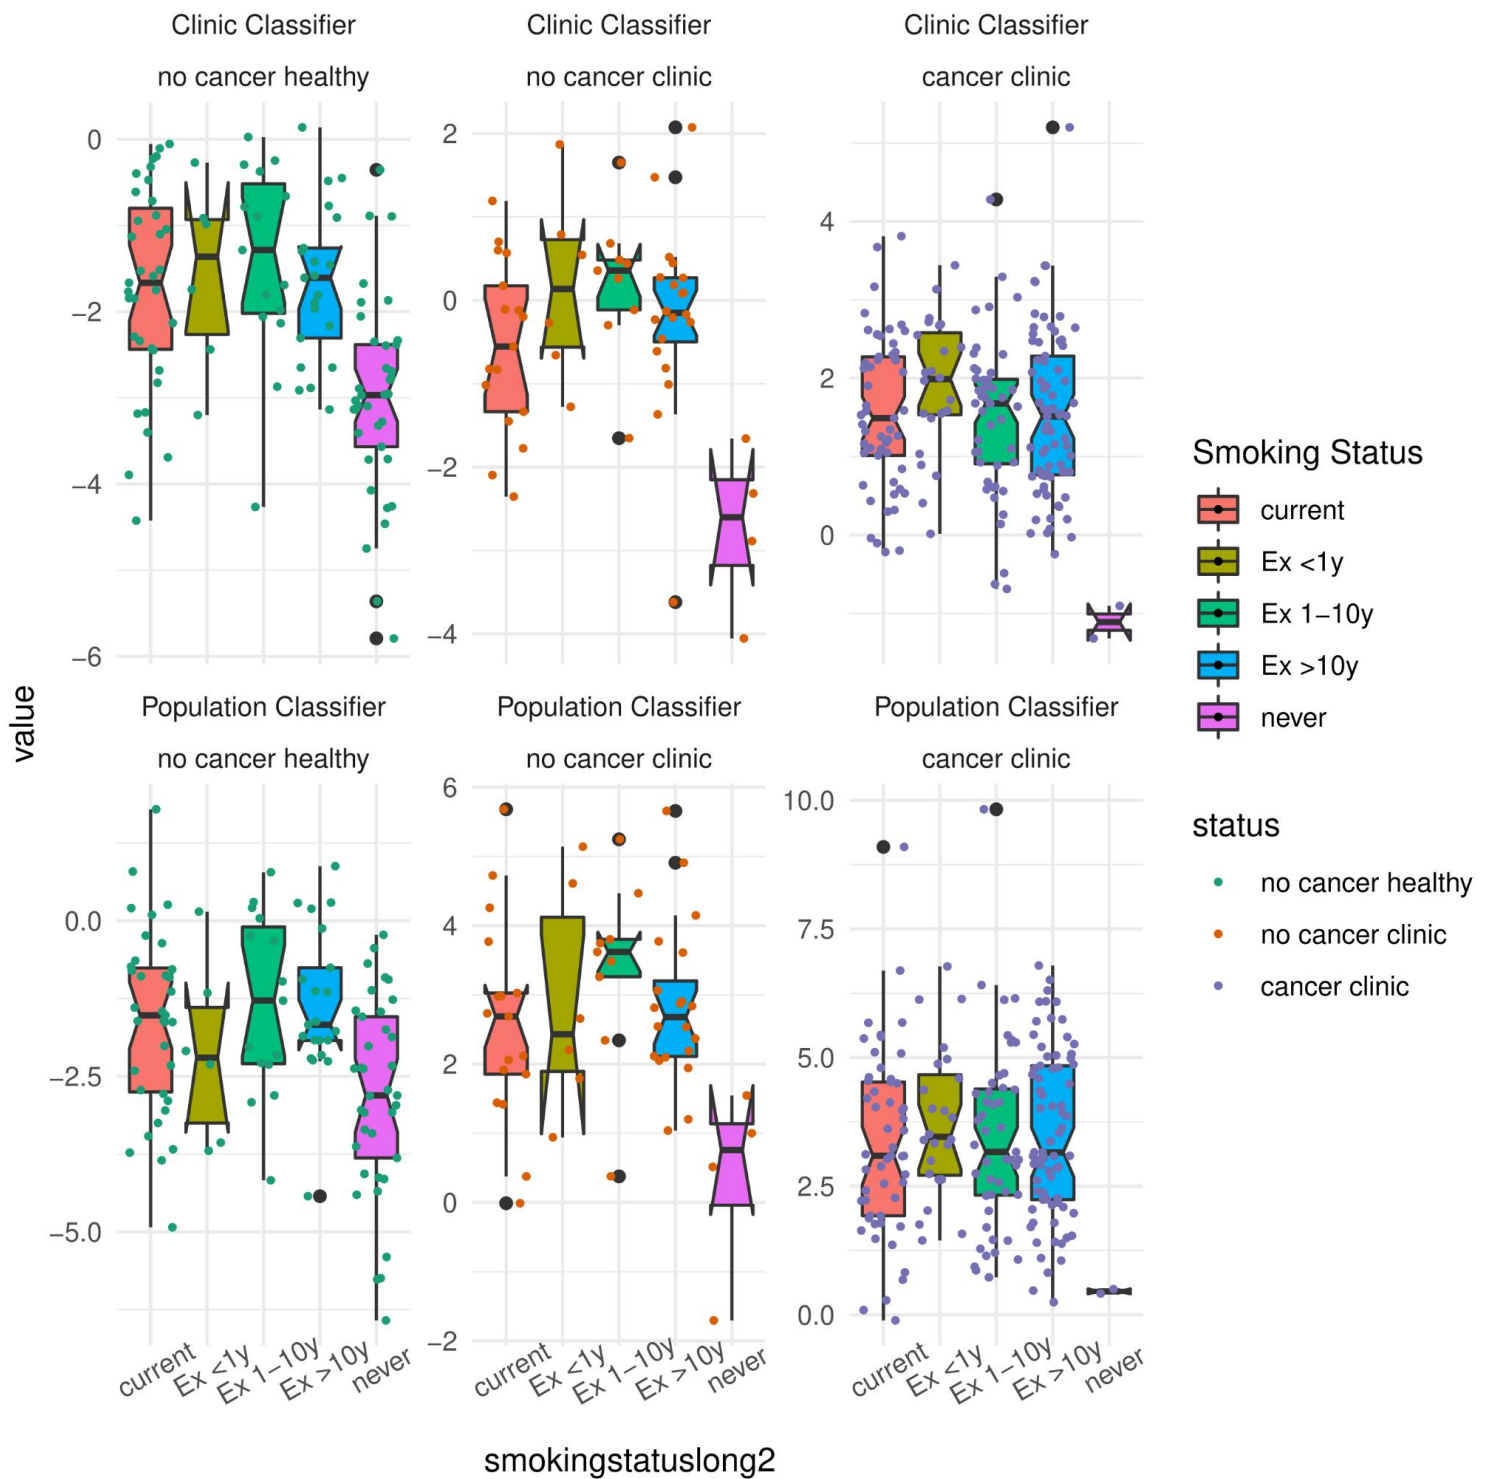 Clinic Classifier
no cancer healthy
Clinic Classifier
no cancer clinic
Clinic Classifier
cancer clinic
0
−2
−4
−6
2
0
−2
−4
4
2
0
value
Population Classifier
no cancer healthy
Population Classifier
no cancer clinic
Population Classifier
cancer clinic
0.0
−2.5
−5.0
6
4
2
0
−2
10.0
7.5
5.0
2.5
0.0
current
Ex <1y
Ex 1−10y
Ex >10y
never
current
Ex <1y
Ex 1−10y
Ex >10y
never
current
Ex <1y
Ex 1−10y
Ex >10y
never
smokingstatuslong2
Smoking Status
current
Ex <1y
Ex 1−10y
Ex >10y
never
status
no cancer healthy
no cancer clinic
cancer clinic